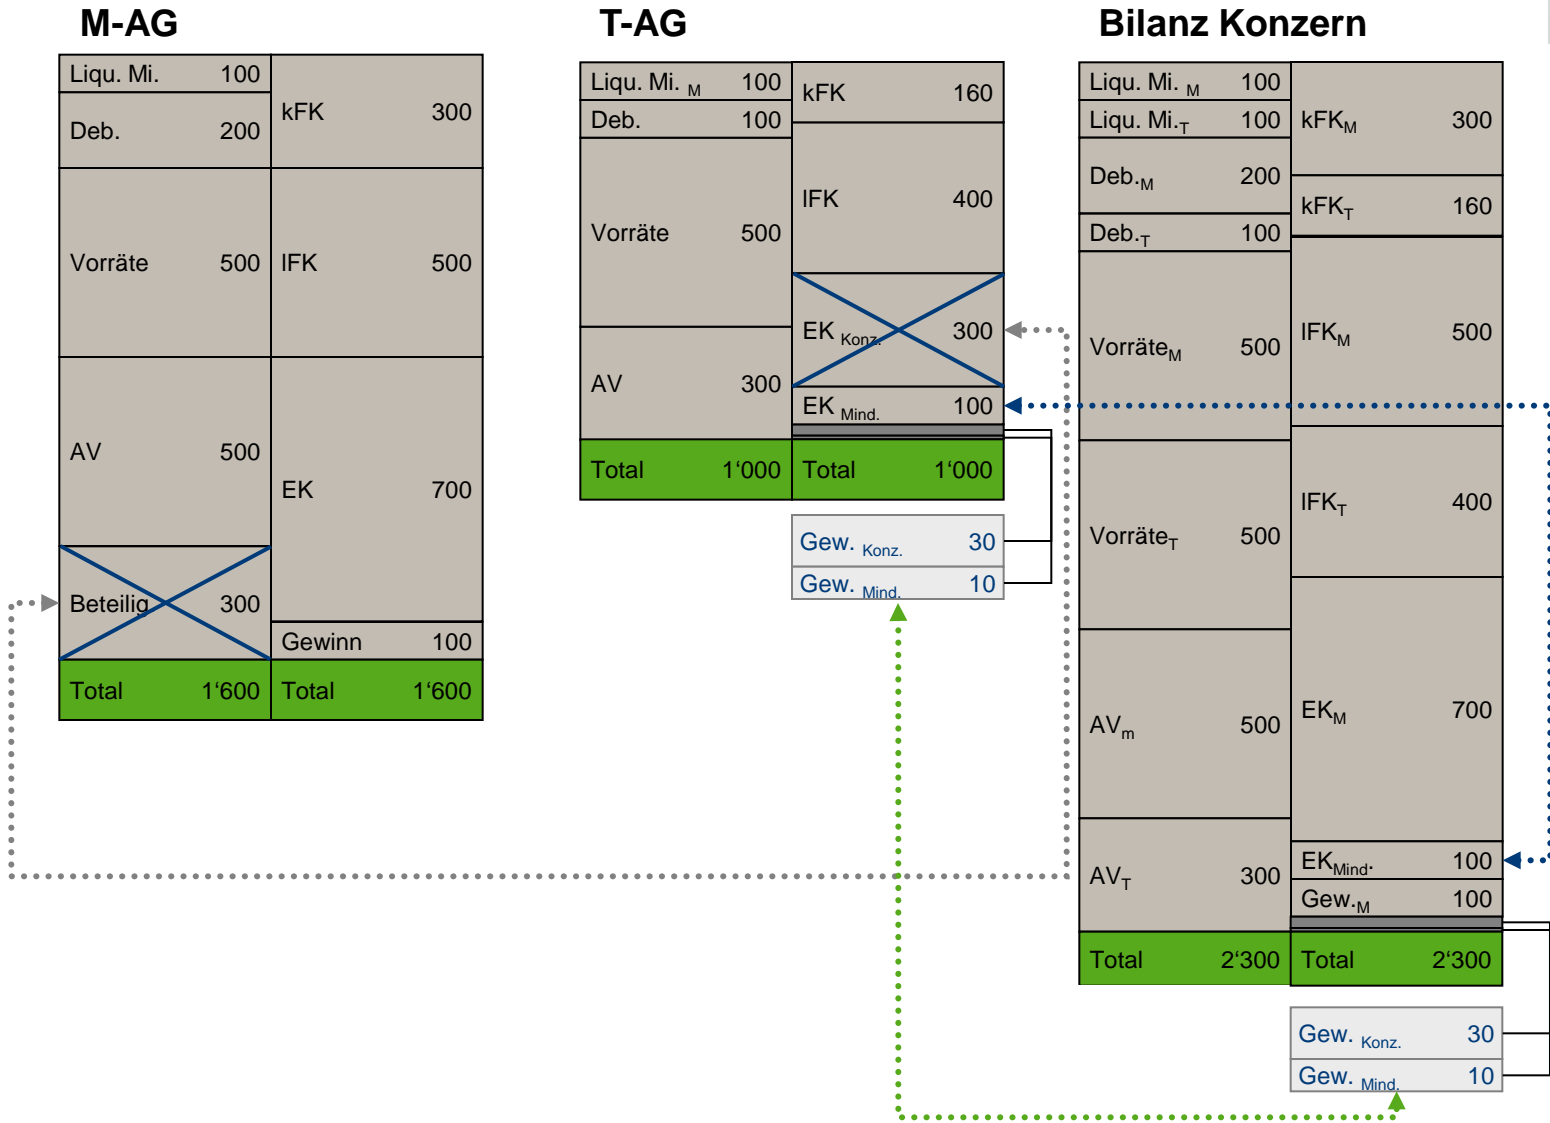 M-AG
Liqu. Mi. 100
Deb. 200
Vorräte 500
AV 500
Beteilig 300
Total 1‘600
kFK 300
lFK 500
EK 700
Gewinn 100
Total 1‘600
T-AG
Liqu. Mi. M 100
Deb. 100
Vorräte 500
AV 300
Total 1‘000
kFK 160
lFK 400
EK Konz. 300
EK Mind. 100
Total 1‘000
Gew. Konz. 30
Gew. Mind. 10
Bilanz Konzern
Liqu. Mi. M 100
Liqu. Mi.T 100
Deb.M 200
Deb.T 100
VorräteM 500
VorräteT 500
AVm 500
AVT 300
Total 2‘300
kFKM 300
kFKT 160
lFKM 500
lFKT 400
EKM 700
EKMind. 100
Gew.M 100
Total 2‘300
Gew. Konz. 30
Gew. Mind. 10